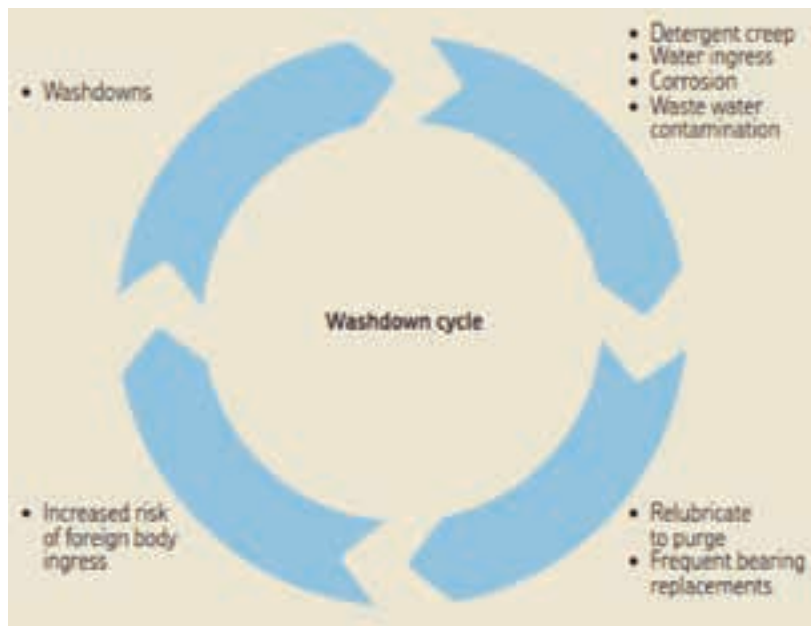 • Washdowns
• Detergent creep
• Water ingress
• Corrosion
• Waste water
contamination
Washdown cycle
• Increased risk
of foreign body
ingress
• Relubricate
to purge
• Frequent bearing
replacements